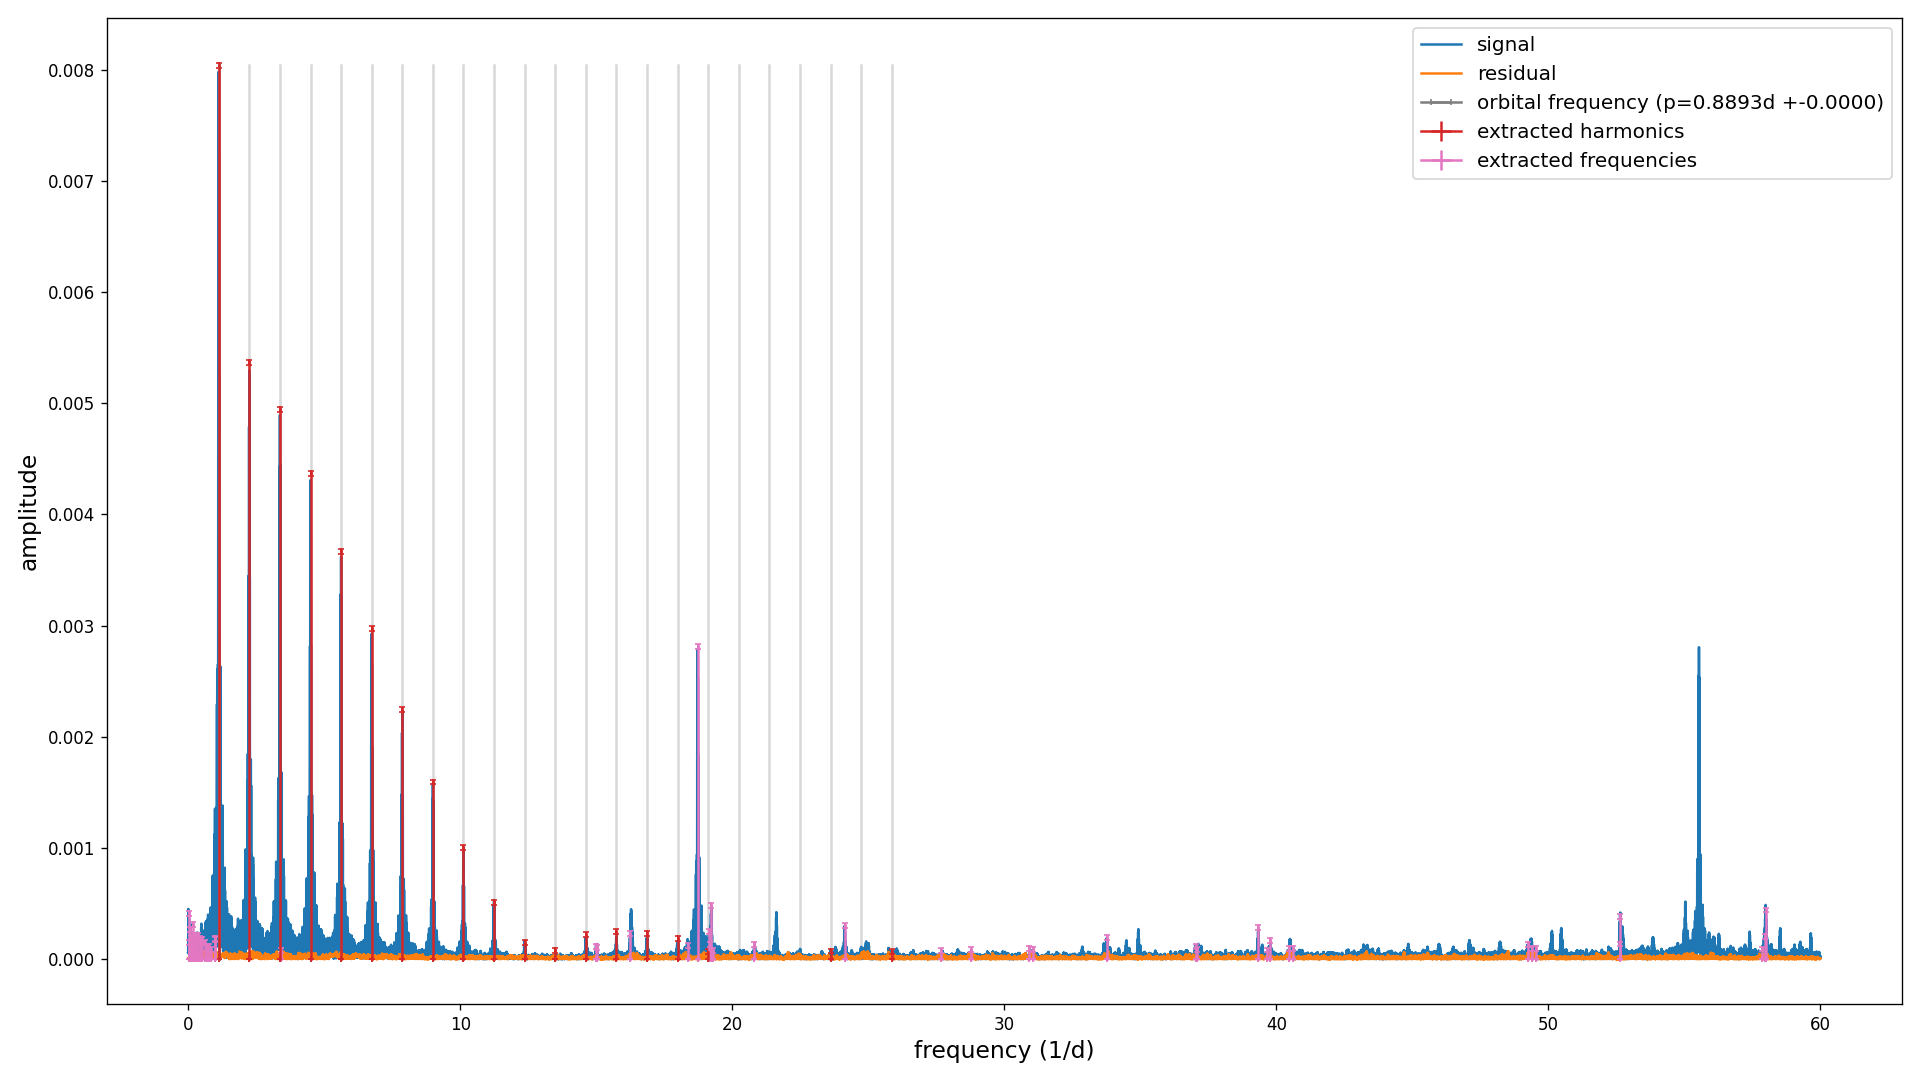 signal
residual
orbital frequency (p=0.8893d +-0.0000)
extracted harmonics
extracted frequencies
0.008
0.007
0.006
0.005
0.004
0.003
0.002
0.001
0.000
amplitude
0 10 20 30 40 50 60
frequency (1/d)